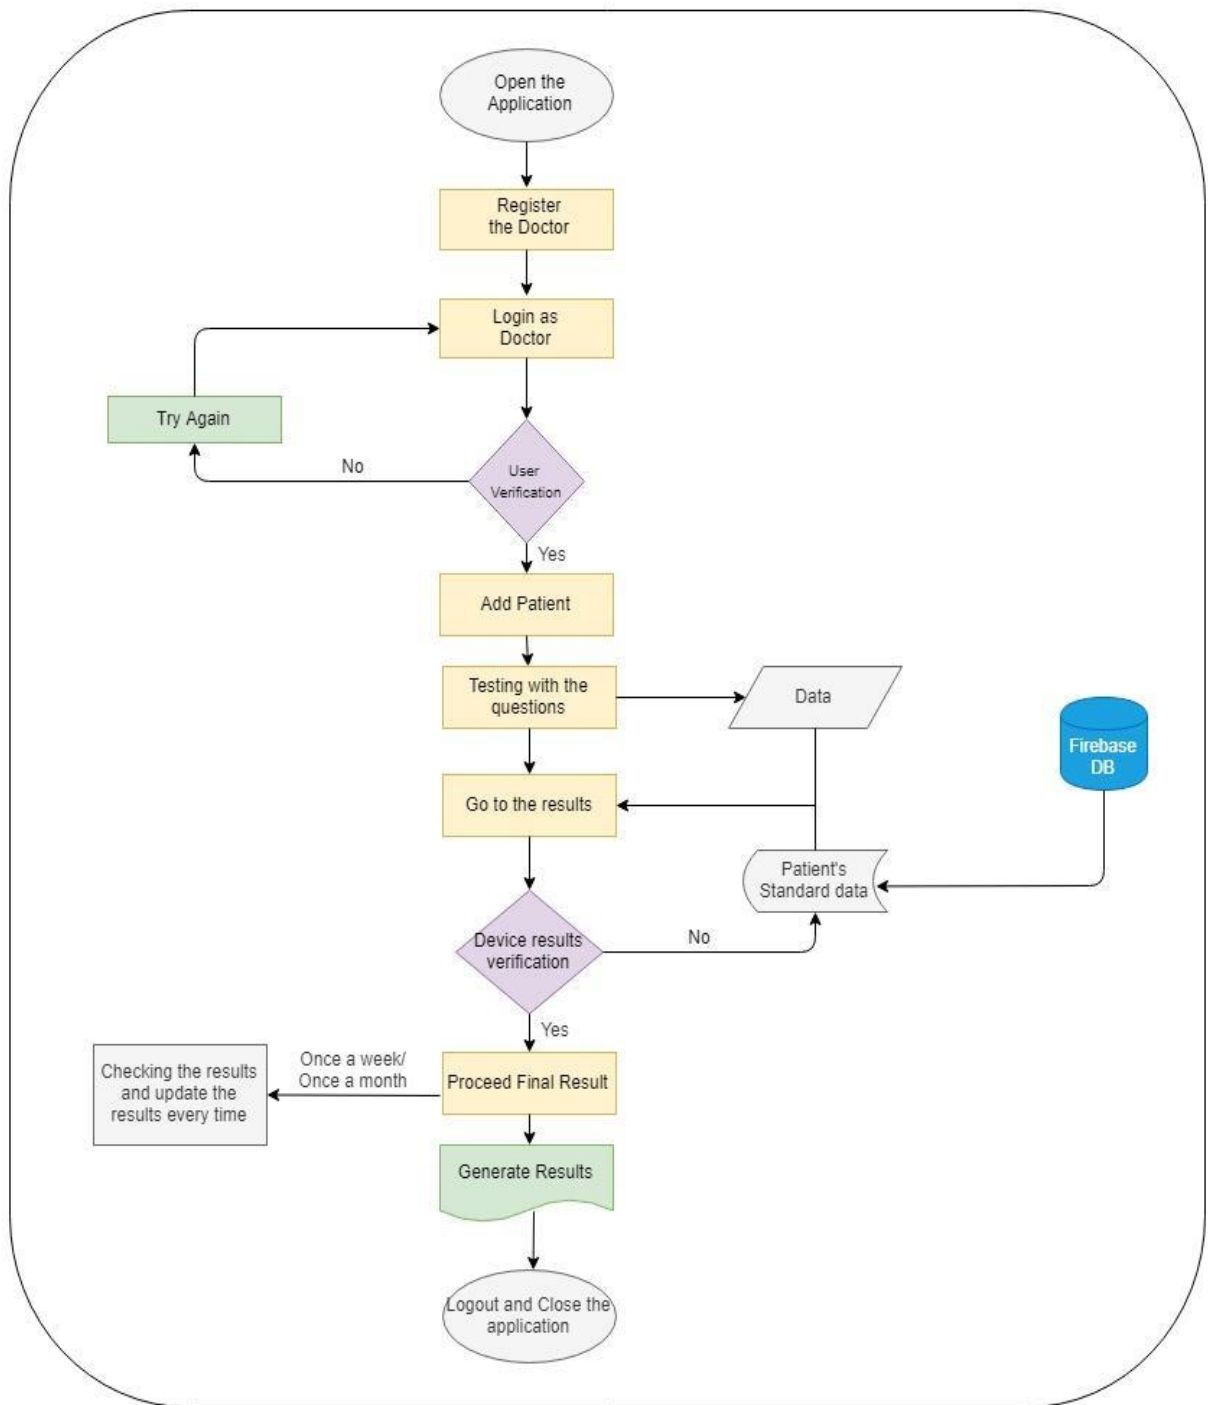 Open the
Application
Register
the Doctor
Login as
Doctor
Try Again
No
User
Verification
Yes
Add Patient
Testing with the
questions
Data
Firebase
DB
Go to the results
Patient's
Standard data
Device results
verification
No
Yes
Once a week/
Once a month
Checking the results
and update the
results every time
Proceed Final Result
Generate Results
Logout and Close the
application